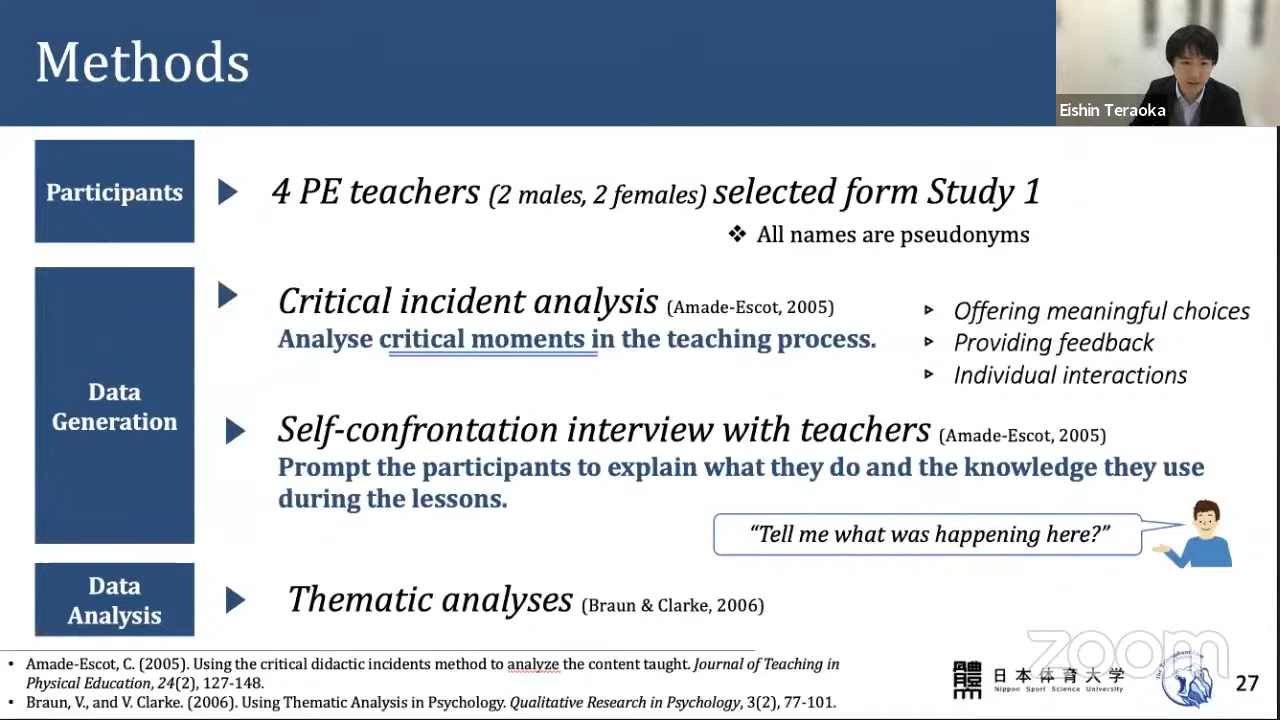 Methods
Eishin Teraoka
Participants
4 PE teachers (2 males, 2 females) selected form Study 1
❖ All names are pseudonyms
Data
Generation
Critical incident analysis (Amade-Escot, 2005)
Analyse critical moments in the teaching process.
Offering meaningful choices
Providing feedback
Individual interactions
Self-confrontation interview with teachers (Amade-Escot, 2005)
Prompt the participants to explain what they do and the knowledge they use
during the lessons.
“Tell me what was happening here?”
Data
Analysis
Thematic analyses (Braun & Clarke, 2006)
• Amade-Escot, C. (2005). Using the critical didactic incidents method to analyze the content taught. Journal of Teaching in
Physical Education, 24(2), 127-148.
• Braun, V., and V. Clarke. (2006). Using Thematic Analysis in Psychology. Qualitative Research in Psychology, 3(2), 77-101.
zoom
日本体育大学
Nippon Sport Science University
27